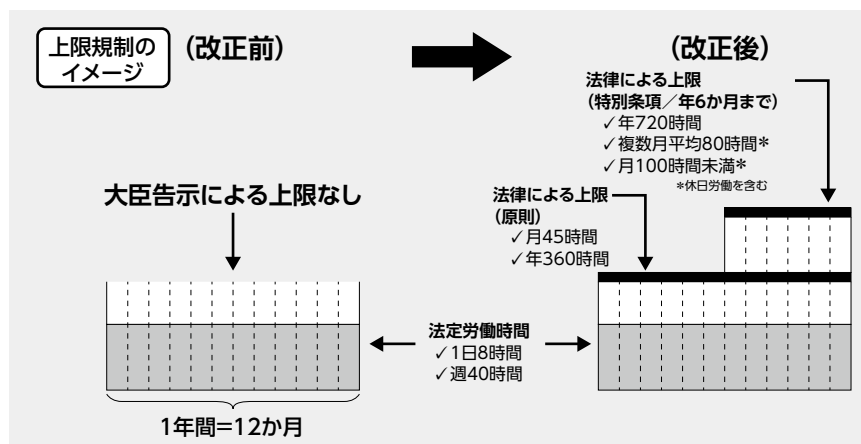 上限規制の
イメージ
(改正前)
(改正後)
法律による上限
(特別条項/年6か月まで)
✓年720時間
✓複数月平均80時間*
✓月100時間未満*
*休日労働を含む
大臣告示による上限なし
法律による上限
(原則)
✓月45時間
✓年360時間
法定労働時間
✓1日8時間
✓週40時間
1年間=12か月